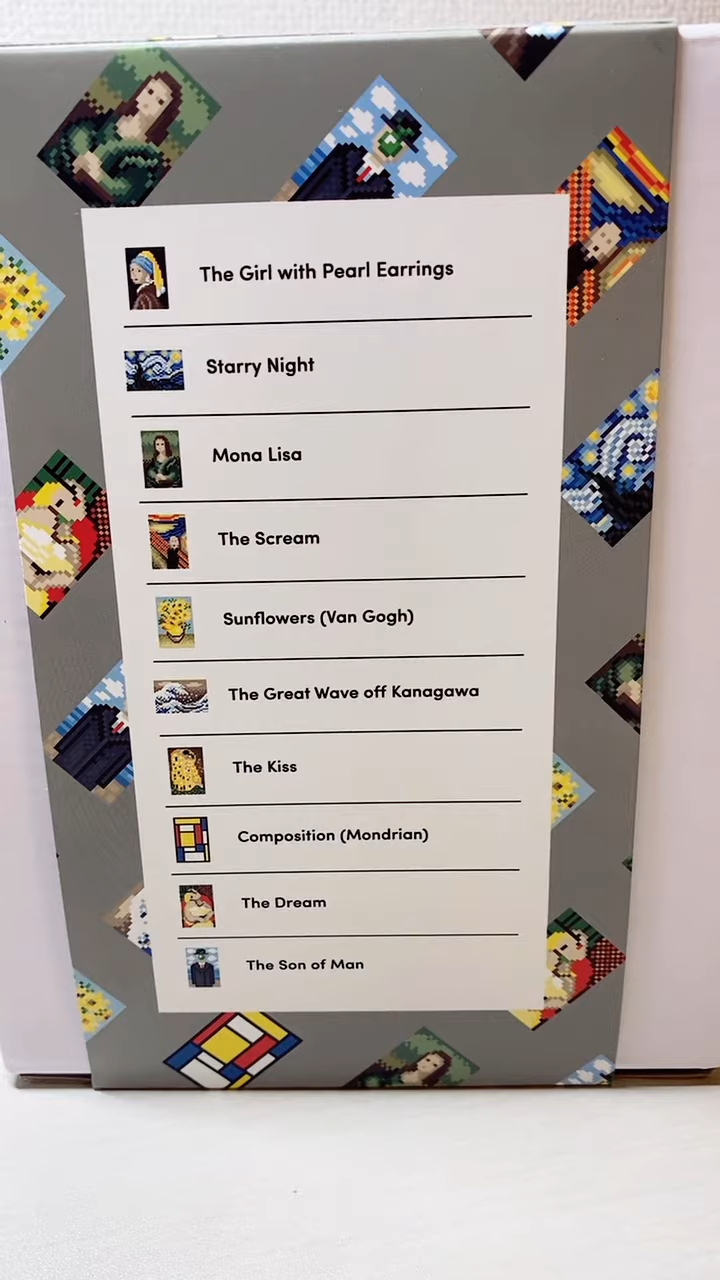 The Girl with Pearl Earrings
Starry Night
Mona Lisa
The Scream
Sunflowers (Van Gogh)
The Great Wave off Kanagawa
The Kiss
Composition (Mondrian)
The Dream
The Son of Man